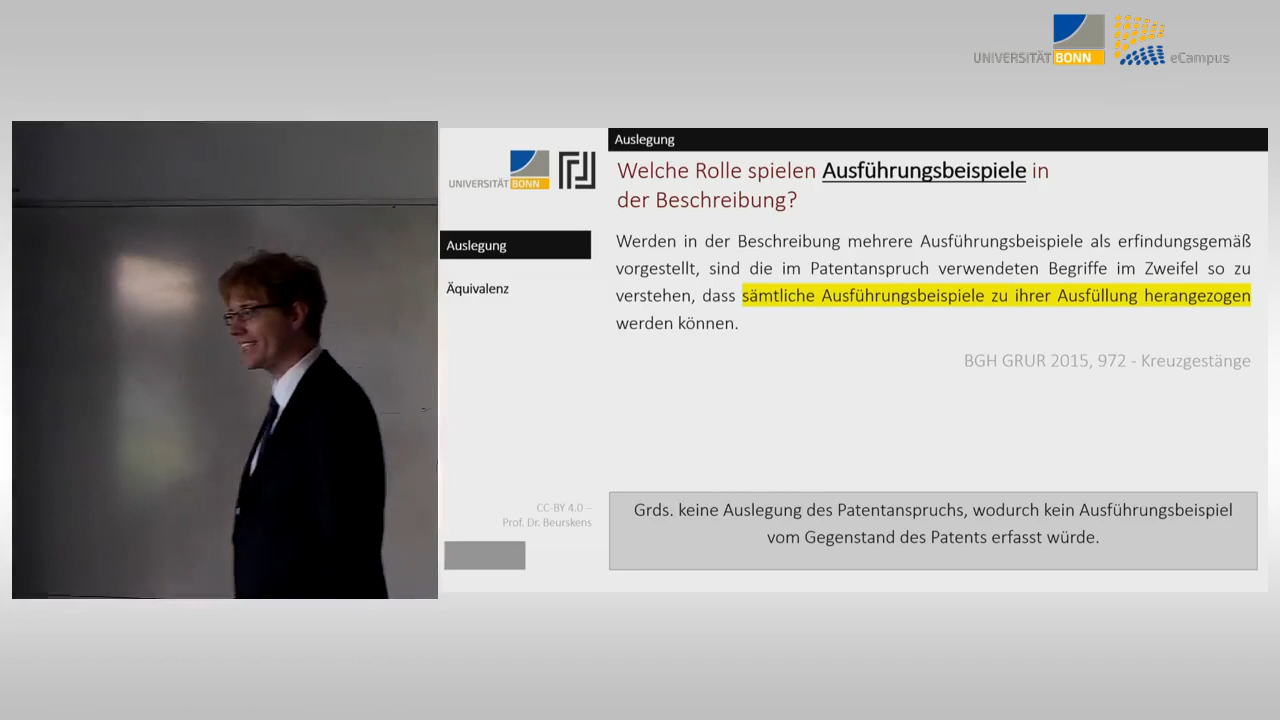 UNIVERSITÄT BONN eCampus
UNIVERSITÄT BONN
Auslegung
Äquivalenz
CC-BY 4.0 –
Prof. Dr. Beurskens
Auslegung
Welche Rolle spielen Ausführungsbeispiele in
der Beschreibung?
Werden in der Beschreibung mehrere Ausführungsbeispiele als erfindungsgemäß
vorgestellt, sind die im Patentanspruch verwendeten Begriffe im Zweifel so zu
verstehen, dass sämtliche Ausführungsbeispiele zu ihrer Ausfüllung herangezogen
werden können.
BGH GRUR 2015, 972 - Kreuzgestänge
Grds. keine Auslegung des Patentanspruchs, wodurch kein Ausführungsbeispiel
vom Gegenstand des Patents erfasst würde.